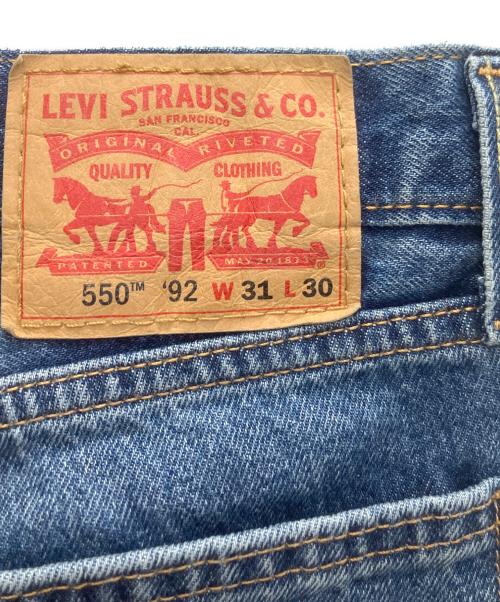 LEVI STRAUSS & CO.
SAN FRANCISCO
CAL.
ORIGINAL RIVETED
QUALITY CLOTHING
PATENTED MAY 20 1873
550™ '92 W 31 L 30